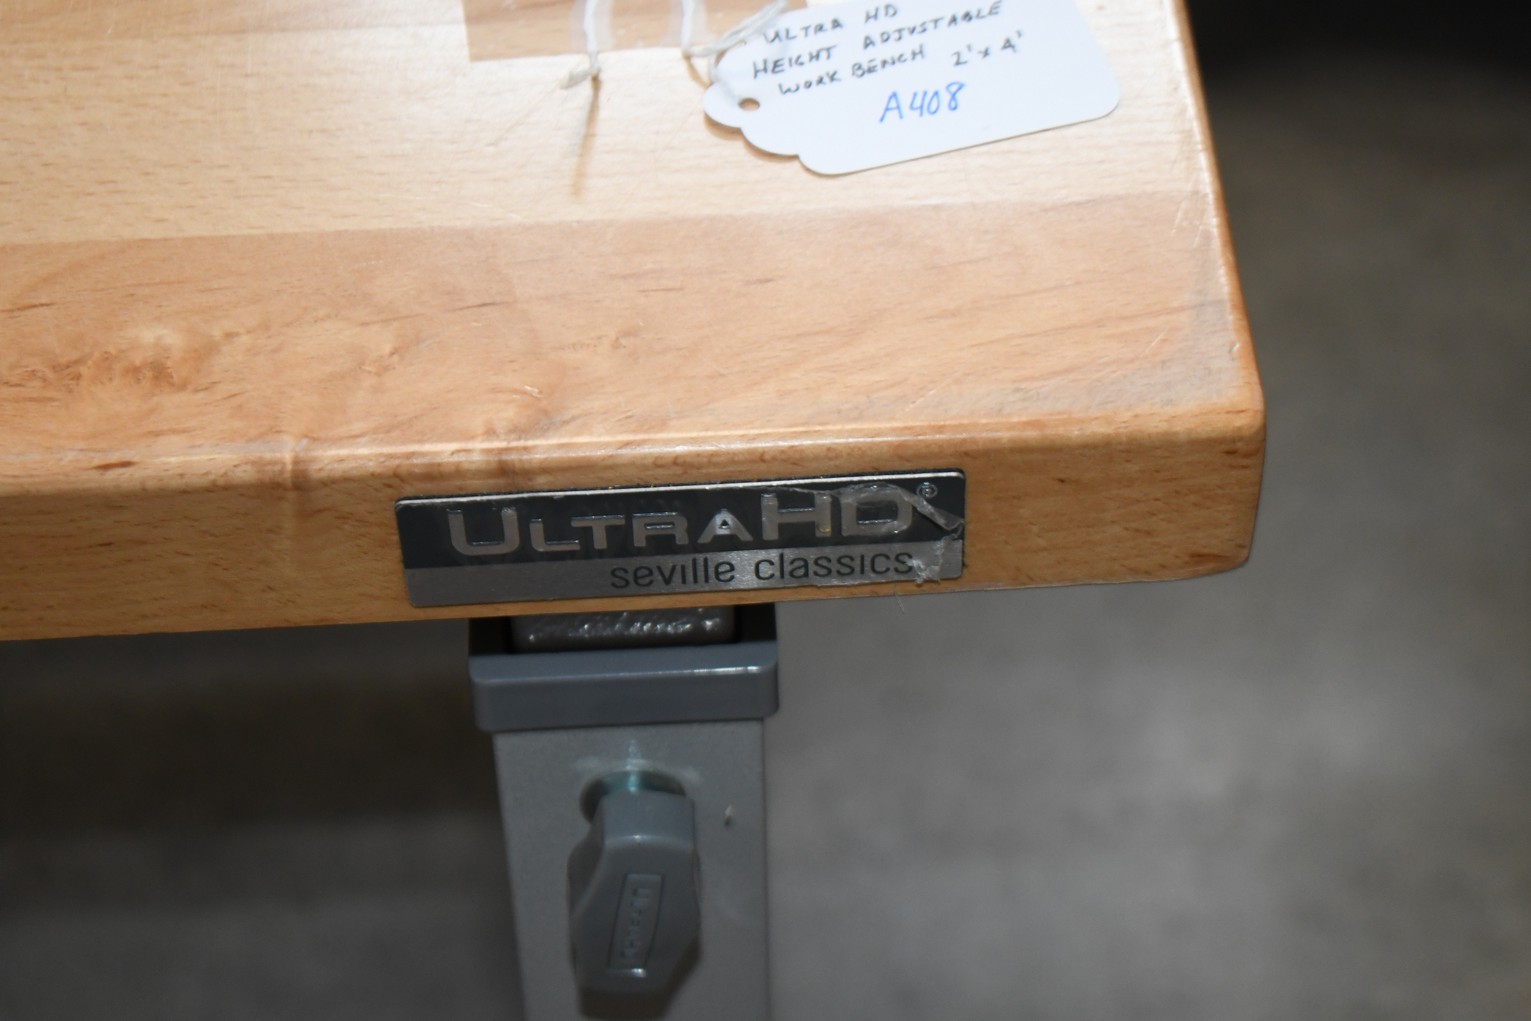 ULTRA HD
HEIGHT ADJUSTABLE
WORK BENCH 2' x 4'
A408
ULTRAHD®
seville classics